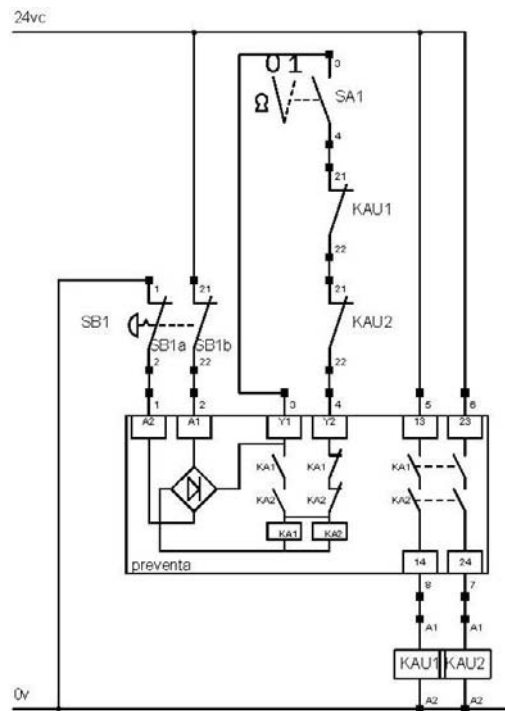 24vc
0 1
3
SA1
4
21
KAU1
22
1
21
21
SB1
SB1a
SB1b
KAU2
2
22
22
1
2
3
4
5
6
A2
A1
Y1
Y2
13
23
KA1
KA1
KA1
KA2
KA2
KA2
KA1
KA2
preventa
14
24
8
7
A1
A1
KAU1
KAU2
0v
A2
A2